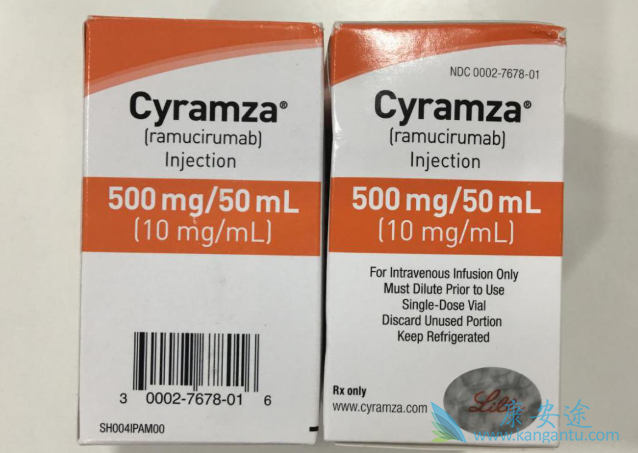 Cyramza®
(ramucirumab)
Injection
500 mg/50 mL
(10 mg/mL)
3 0002-7678-01 6
SH004IPAM00
NDC 0002-7678-01
Cyramza®
(ramucirumab)
Injection
500 mg/50 mL
(10 mg/mL)
For Intravenous Infusion Only
Must Dilute Prior to Use
Single-Dose Vial
Discard Unused Portion
Keep Refrigerated
Rx only
www.cyramza.com
Lilly
康安途
www.kangantu.com